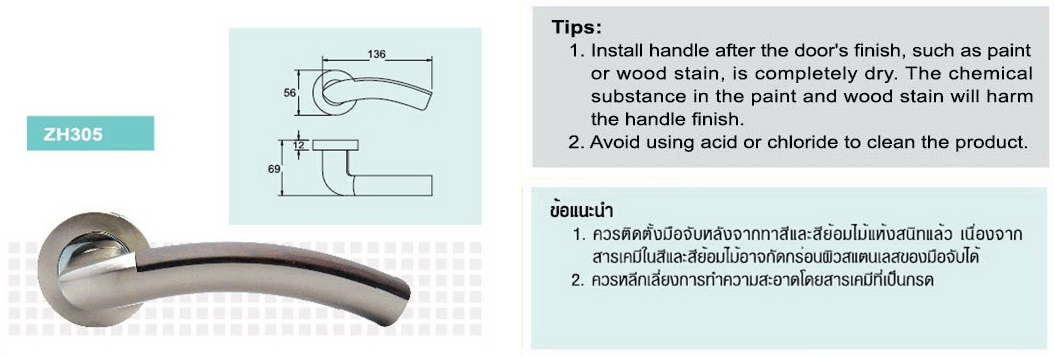 ZH305
136
56
12
69
Tips:
1. Install handle after the door's finish, such as paint
or wood stain, is completely dry. The chemical
substance in the paint and wood stain will harm
the handle finish.
2. Avoid using acid or chloride to clean the product.
ข้อแนะนำ
1. ควรติดตั้งมือจับหลังจากทาสีและสีย้อมไม้แห้งสนิทแล้ว เนื่องจาก
สารเคมีในสีและสีย้อมไม้อาจกัดกร่อนผิวสแตนเลสของมือจับได้
2. ควรหลีกเลี่ยงการทำความสะอาดโดยสารเคมีที่เป็นกรด